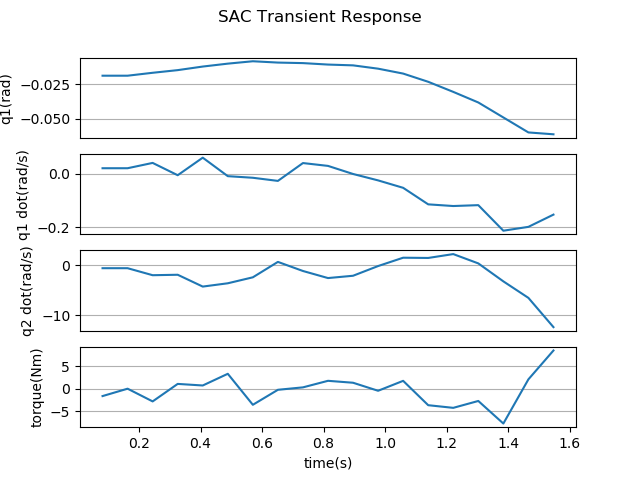 SAC Transient Response
q1(rad)
−0.025
−0.050
q1 dot(rad/s)
0.0
−0.2
q2 dot(rad/s)
0
−10
torque(Nm)
5
0
−5
0.2 0.4 0.6 0.8 1.0 1.2 1.4 1.6
time(s)